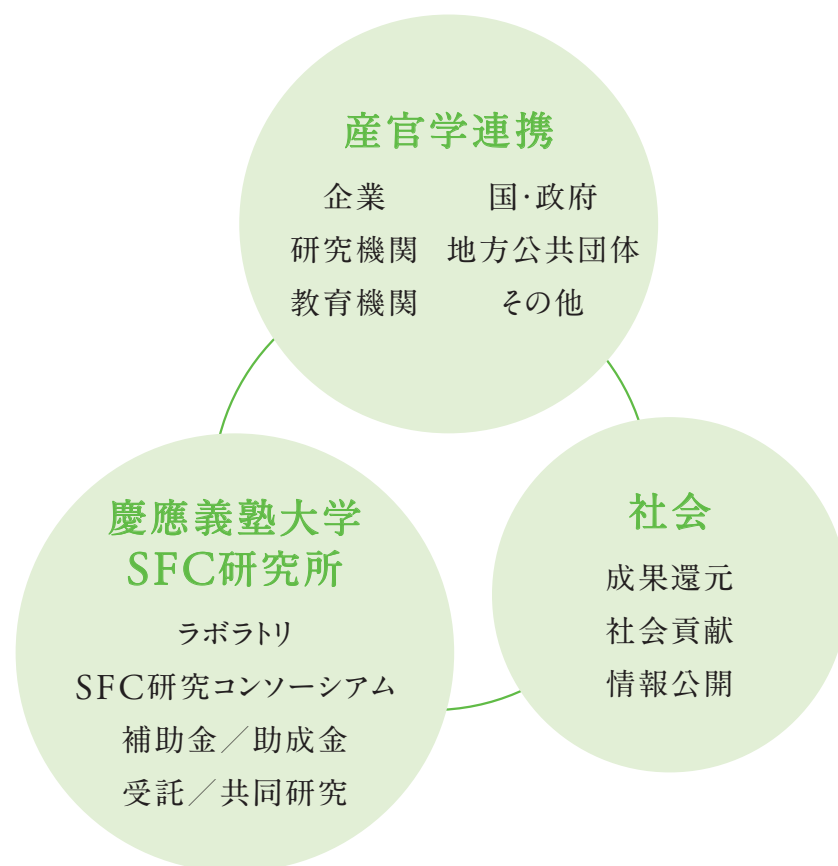 産官学連携
企業 国・政府
研究機関 地方公共団体
教育機関 その他
慶應義塾大学
SFC研究所
ラボラトリ
SFC研究コンソーシアム
補助金／助成金
受託／共同研究
社会
成果還元
社会貢献
情報公開